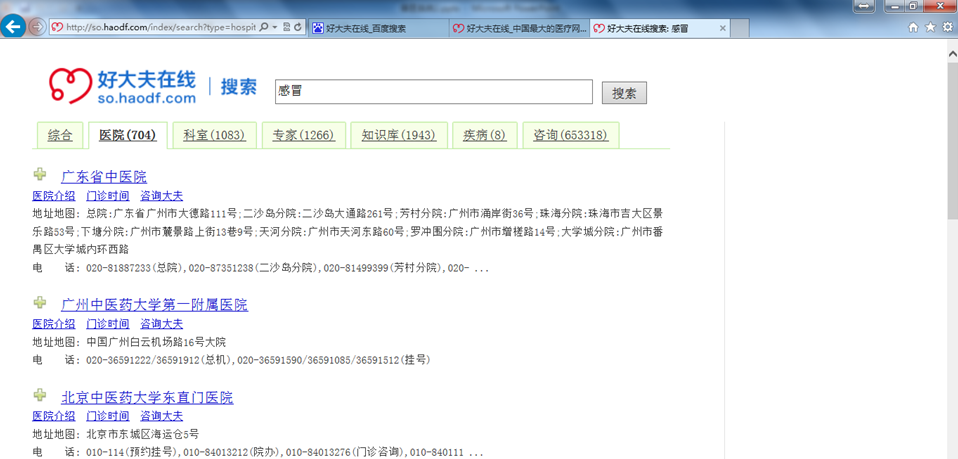 http://so.haodf.com/index/search?type=hospit
好大夫在线_百度搜索
好大夫在线_中国最大的医疗网...
好大夫在线搜索: 感冒
好大夫在线 搜索
so.haodf.com
感冒
搜索
综合 医院(704) 科室(1083) 专家(1266) 知识库(1943) 疾病(8) 咨询(653318)
广东省中医院
医院介绍 门诊时间 咨询大夫
地址地图: 总院:广东省广州市大德路111号;二沙岛分院:二沙岛大通路261号;芳村分院:广州市涌岸街36号;珠海分院:珠海市吉大区景
乐路53号;下塘分院:广州市麓景路上街13巷9号;天河分院:广州市天河东路60号;罗冲围分院:广州市增槎路14号;大学城分院:广州市番
禺区大学城内环西路
电 话: 020-81887233(总院),020-87351238(二沙岛分院),020-81499399(芳村分院),020- ...
广州中医药大学第一附属医院
医院介绍 门诊时间 咨询大夫
地址地图: 中国广州白云机场路16号大院
电 话: 020-36591222/36591912(总机),020-36591590/36591085/36591512(挂号)
北京中医药大学东直门医院
医院介绍 门诊时间 咨询大夫
地址地图: 北京市东城区海运仓5号
电 话: 010-114(预约挂号),010-84013212(院办),010-84013276(门诊咨询),010-840111 ...